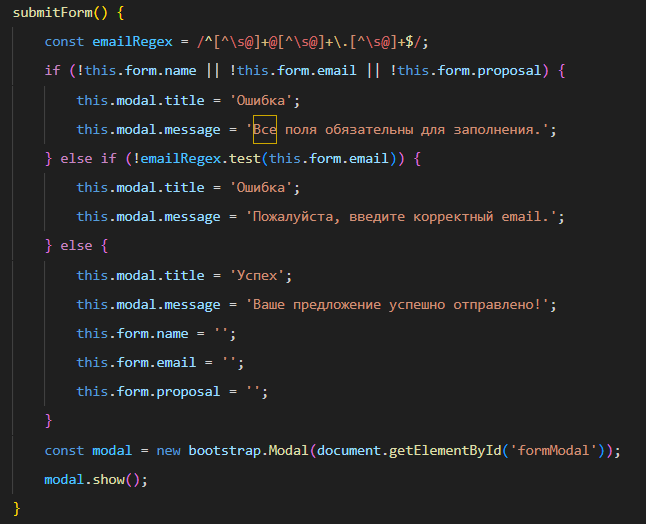 submitForm() {
const emailRegex = /^[^\s@]+@[^\s@]+\.[^\s@]+$/;
if (!this.form.name || !this.form.email || !this.form.proposal) {
this.modal.title = 'Ошибка';
this.modal.message = 'Все поля обязательны для заполнения.';
} else if (!emailRegex.test(this.form.email)) {
this.modal.title = 'Ошибка';
this.modal.message = 'Пожалуйста, введите корректный email.';
} else {
this.modal.title = 'Успех';
this.modal.message = 'Ваше предложение успешно отправлено!';
this.form.name = '';
this.form.email = '';
this.form.proposal = '';
}
const modal = new bootstrap.Modal(document.getElementById('formModal'));
modal.show();
}